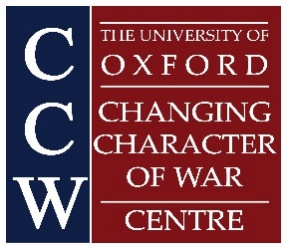 C
C
W
THE UNIVERSITY OF
OXFORD
CHANGING
CHARACTER
OF WAR
CENTRE